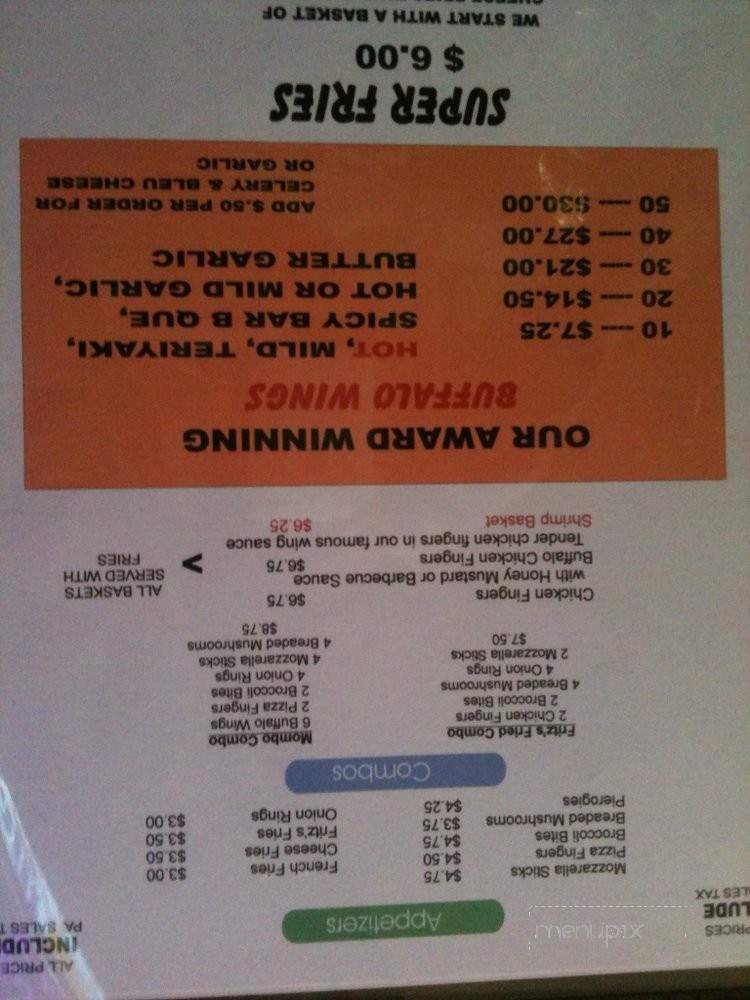 ALL PRICES
INCLUDE
PA SALES T
PRICES
LUDE
LES TAX
menupix
Appetizers
Mozzarella Sticks $4.75
Pizza Fingers $4.50
Broccoli Bites $4.75
Breaded Mushrooms $3.75
Pierogies $4.25
French Fries $3.00
Cheese Fries $3.50
Fritz's Fries $3.50
Onion Rings $3.00
Combos
Fritz's Fried Combo
2 Chicken Fingers
2 Broccoli Bites
4 Breaded Mushrooms
4 Onion Rings
2 Mozzarella Sticks
$7.50
Mombo Combo
6 Buffalo Wings
2 Pizza Fingers
2 Broccoli Bites
4 Onion Rings
4 Mozzarella Sticks
4 Breaded Mushrooms
$8.75
Chicken Fingers $6.75
with Honey Mustard or Barbecue Sauce
Buffalo Chicken Fingers $6.75
Tender chicken fingers in our famous wing sauce
Shrimp Basket $6.25
>
ALL BASKETS
SERVED WITH
FRIES
OUR AWARD WINNING
BUFFALO WINGS
10 ---- $7.25
20 ---- $14.50
30 ---- $21.00
40 ---- $27.00
50 ---- $30.00
HOT, MILD, TERIYAKI,
SPICY BAR B QUE,
HOT OR MILD GARLIC,
BUTTER GARLIC
ADD $.50 PER ORDER FOR
CELERY & BLEU CHEESE
OR GARLIC
SUPER FRIES
$ 6.00
WE START WITH A BASKET OF